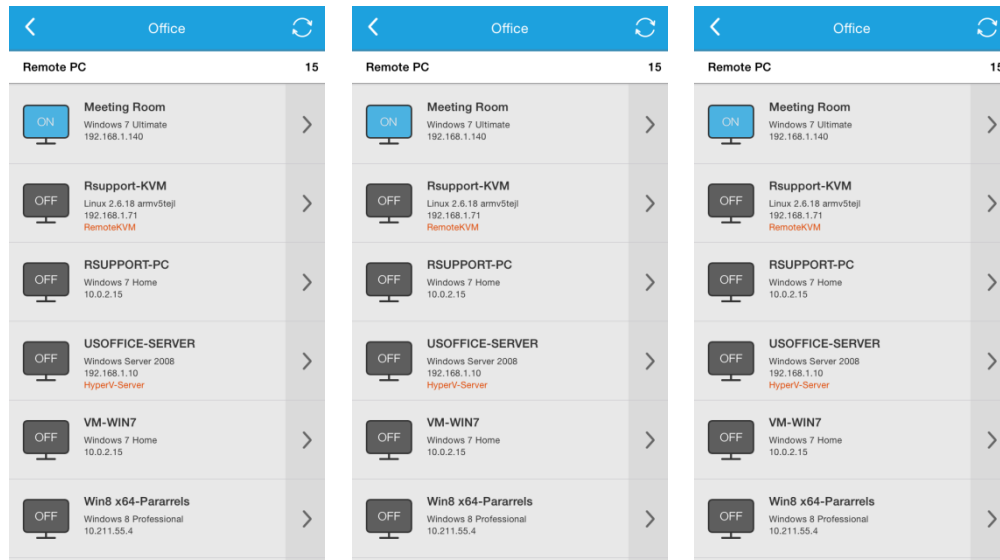 Office
Remote PC 15
ON
Meeting Room
Windows 7 Ultimate
192.168.1.140
OFF
Rsupport-KVM
Linux 2.6.18 armv5tejl
192.168.1.71
RemoteKVM
OFF
RSUPPORT-PC
Windows 7 Home
10.0.2.15
OFF
USOFFICE-SERVER
Windows Server 2008
192.168.1.10
HyperV-Server
OFF
VM-WIN7
Windows 7 Home
10.0.2.15
OFF
Win8 x64-Pararrels
Windows 8 Professional
10.211.55.4
Office
Remote PC 15
ON
Meeting Room
Windows 7 Ultimate
192.168.1.140
OFF
Rsupport-KVM
Linux 2.6.18 armv5tejl
192.168.1.71
RemoteKVM
OFF
RSUPPORT-PC
Windows 7 Home
10.0.2.15
OFF
USOFFICE-SERVER
Windows Server 2008
192.168.1.10
HyperV-Server
OFF
VM-WIN7
Windows 7 Home
10.0.2.15
OFF
Win8 x64-Pararrels
Windows 8 Professional
10.211.55.4
Office
Remote PC 15
ON
Meeting Room
Windows 7 Ultimate
192.168.1.140
OFF
Rsupport-KVM
Linux 2.6.18 armv5tejl
192.168.1.71
RemoteKVM
OFF
RSUPPORT-PC
Windows 7 Home
10.0.2.15
OFF
USOFFICE-SERVER
Windows Server 2008
192.168.1.10
HyperV-Server
OFF
VM-WIN7
Windows 7 Home
10.0.2.15
OFF
Win8 x64-Pararrels
Windows 8 Professional
10.211.55.4